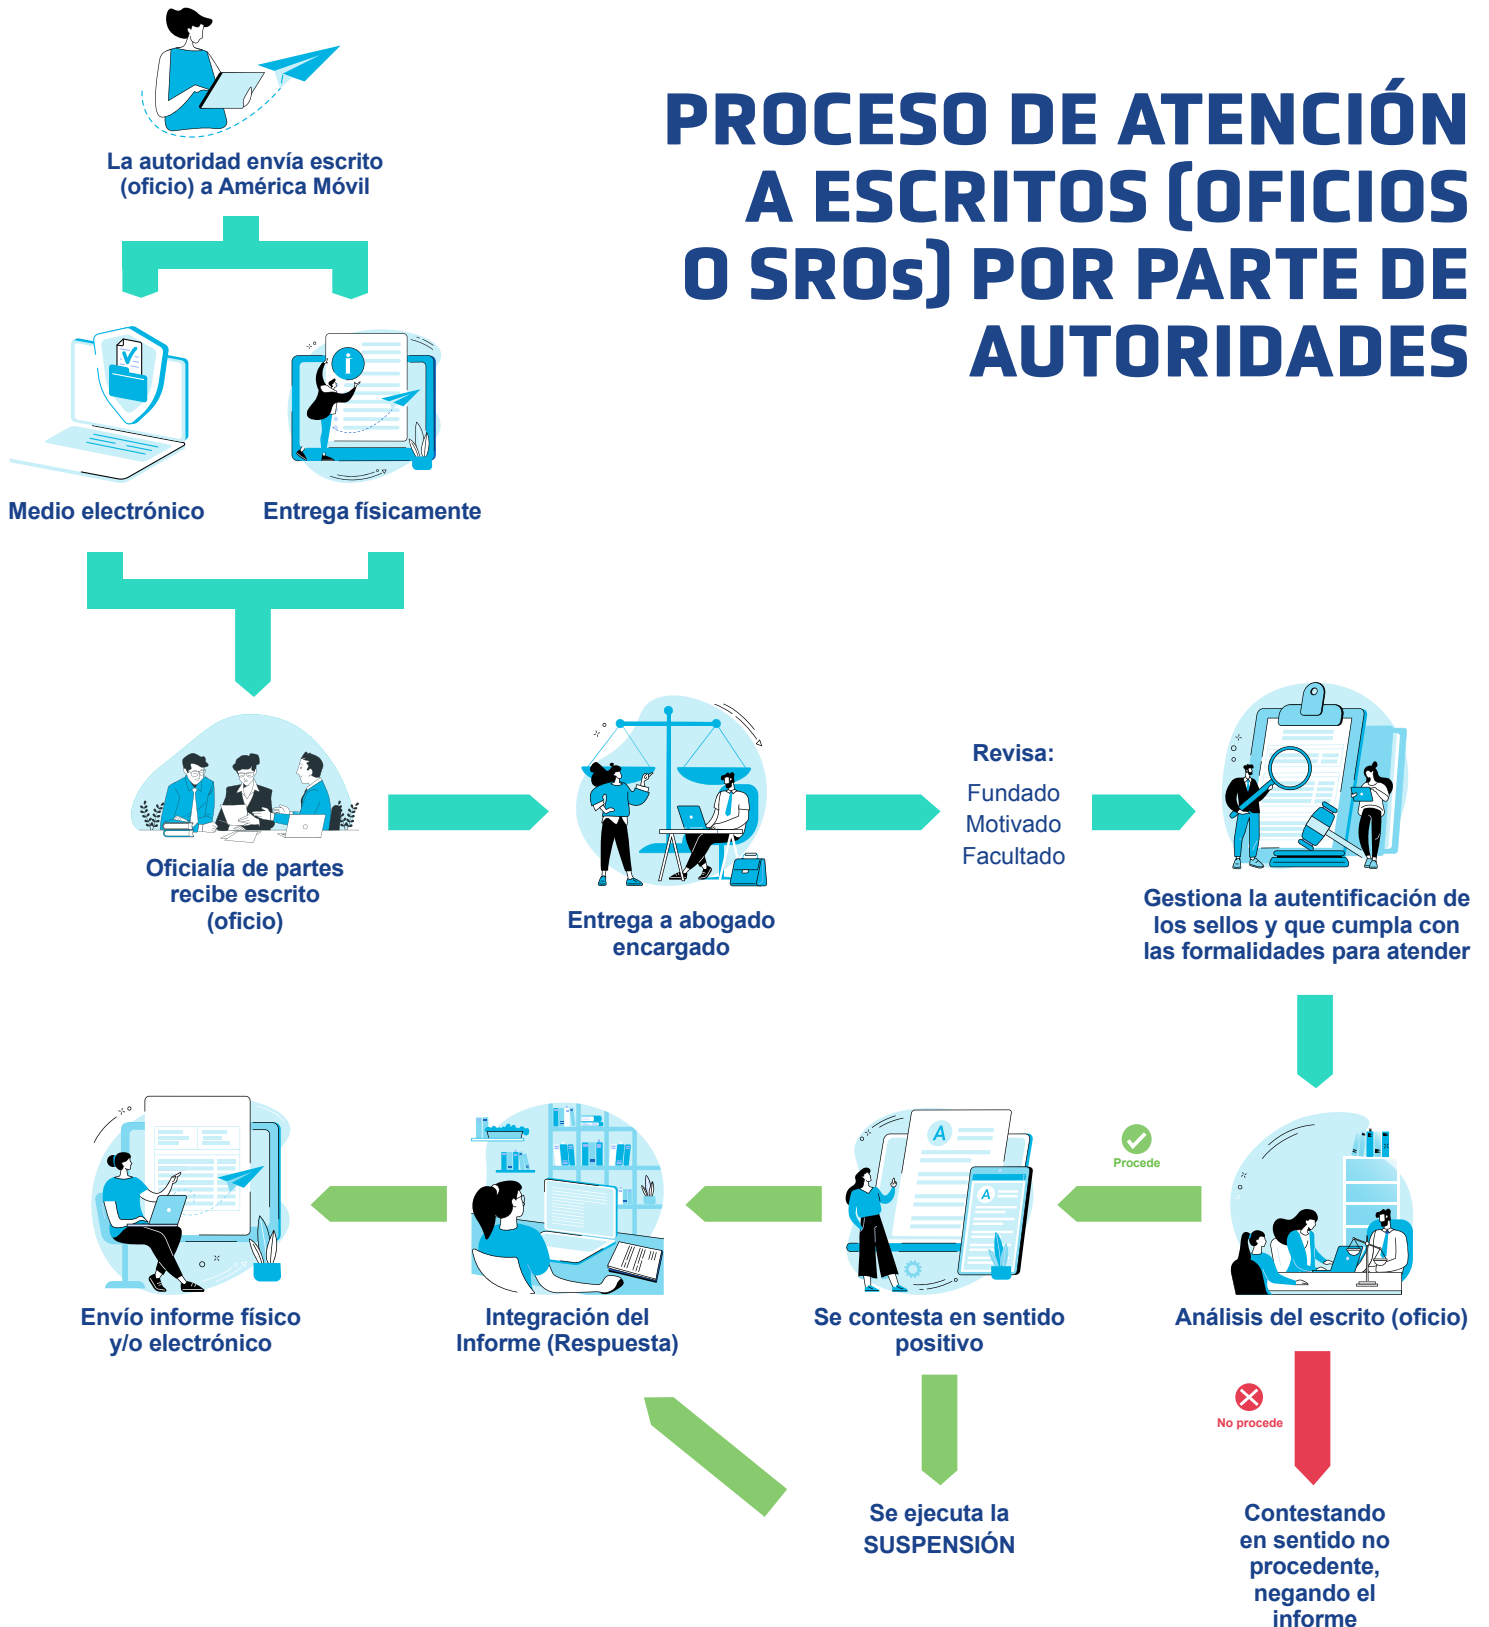 PROCESO DE ATENCIÓN
A ESCRITOS (OFICIOS
O SROs) POR PARTE DE
AUTORIDADES
La autoridad envía escrito
(oficio) a América Móvil
Medio electrónico
Entrega físicamente
Oficialía de partes
recibe escrito
(oficio)
Entrega a abogado
encargado
Revisa:
Fundado
Motivado
Facultado
Gestiona la autentificación de
los sellos y que cumpla con
las formalidades para atender
Análisis del escrito (oficio)
Procede
A
A
Se contesta en sentido
positivo
Integración del
Informe (Respuesta)
Envío informe físico
y/o electrónico
No procede
Se ejecuta la
SUSPENSIÓN
Contestando
en sentido no
procedente,
negando el
informe